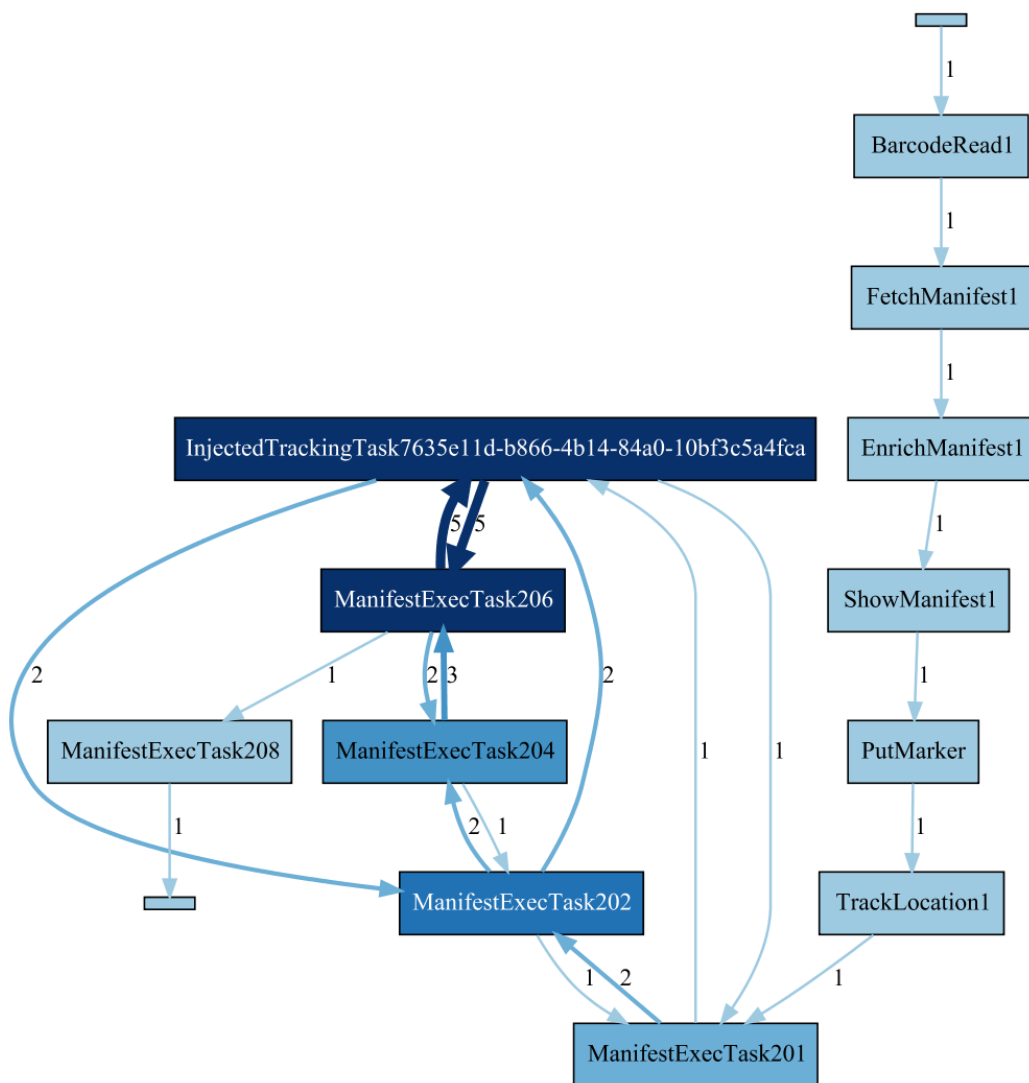 1
BarcodeRead1
1
FetchManifest1
1
InjectedTrackingTask7635e11d-b866-4b14-84a0-10bf3c5a4fca
EnrichManifest1
5
5
1
ManifestExecTask206
ShowManifest1
2
1
2
3
2
1
ManifestExecTask208
ManifestExecTask204
1
1
PutMarker
1
2
1
1
ManifestExecTask202
TrackLocation1
1
2
1
ManifestExecTask201